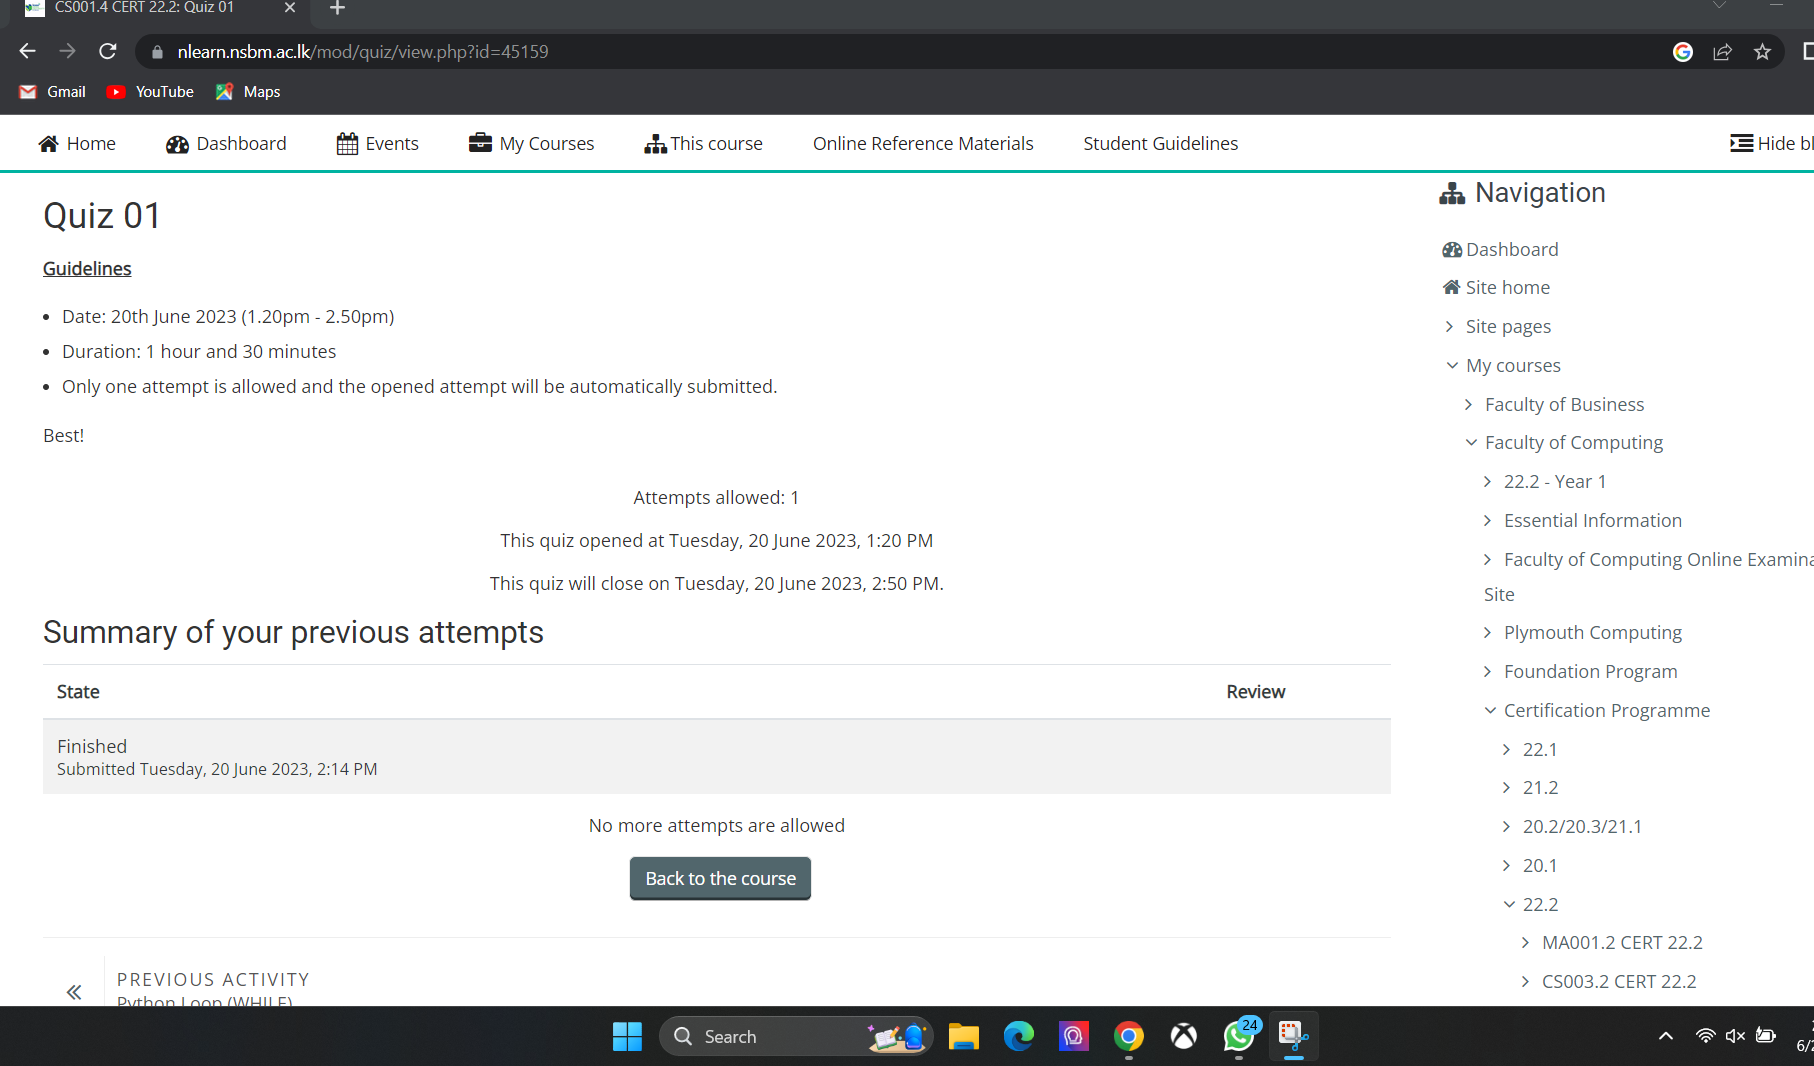 CS001.4 CERT 22.2: Quiz 01
nlearn.nsbm.ac.lk/mod/quiz/view.php?id=45159
Gmail YouTube Maps
Home Dashboard Events My Courses This course Online Reference Materials Student Guidelines Hide
Quiz 01
Guidelines
• Date: 20th June 2023 (1.20pm - 2.50pm)
• Duration: 1 hour and 30 minutes
• Only one attempt is allowed and the opened attempt will be automatically submitted.
Best!
Attempts allowed: 1
This quiz opened at Tuesday, 20 June 2023, 1:20 PM
This quiz will close on Tuesday, 20 June 2023, 2:50 PM.
Summary of your previous attempts
State Review
Finished
Submitted Tuesday, 20 June 2023, 2:14 PM
No more attempts are allowed
Back to the course
PREVIOUS ACTIVITY
Python Loop (WHILE)
Navigation
Dashboard
Site home
Site pages
My courses
Faculty of Business
Faculty of Computing
22.2 - Year 1
Essential Information
Faculty of Computing Online
Site
Plymouth Computing
Foundation Program
Certification Programme
22.1
21.2
20.2/20.3/21.1
20.1
22.2
MA001.2 CERT 22.2
CS003.2 CERT 22.2
Search
24